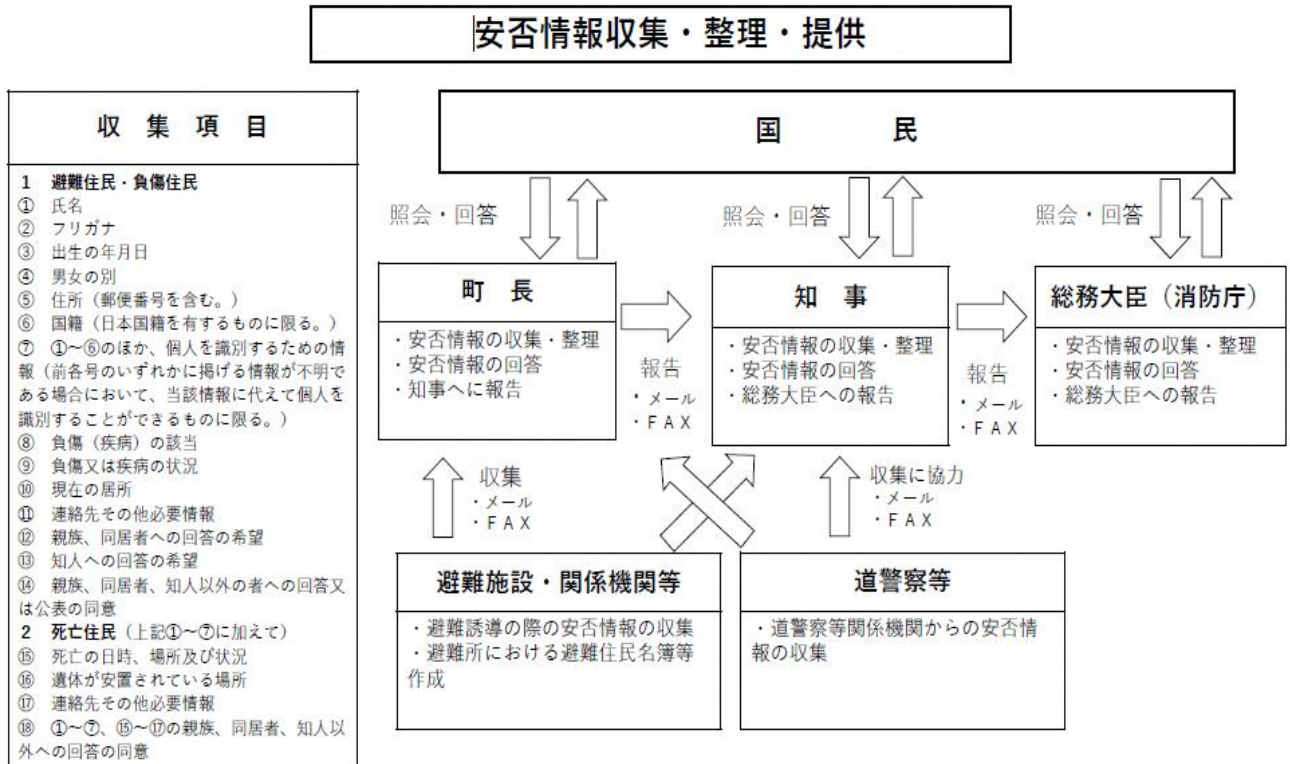 安否情報収集・整理・提供
収 集 項 目
1 避難住民・負傷住民
① 氏名
② フリガナ
③ 出生の年月日
④ 男女の別
⑤ 住所（郵便番号を含む。）
⑥ 国籍（日本国籍を有するものに限る。）
⑦ ①～⑥のほか、個人を識別するための情
報（前各号のいずれかに掲げる情報が不明で
ある場合において、当該情報に代えて個人を
識別することができるものに限る。）
⑧ 負傷（疾病）の該当
⑨ 負傷又は疾病の状況
⑩ 現在の居所
⑪ 連絡先その他必要情報
⑫ 親族、同居者への回答の希望
⑬ 知人への回答の希望
⑭ 親族、同居者、知人以外の者への回答又
は公表の同意
2 死亡住民（上記①～⑦に加えて）
⑮ 死亡の日時、場所及び状況
⑯ 遺体が安置されている場所
⑰ 連絡先その他必要情報
⑱ ①～⑦、⑮～⑰の親族、同居者、知人以
外への回答の同意
国 民
照会・回答
照会・回答
照会・回答
町 長
・安否情報の収集・整理
・安否情報の回答
・知事へに報告
報告
・メール
・FAX
知 事
・安否情報の収集・整理
・安否情報の回答
・総務大臣への報告
報告
・メール
・FAX
総務大臣（消防庁）
・安否情報の収集・整理
・安否情報の回答
・総務大臣への報告
収集
・メール
・FAX
収集に協力
・メール
・FAX
避難施設・関係機関等
・避難誘導の際の安否情報の収集
・避難所における避難住民名簿等
作成
道警察等
・道警察等関係機関からの安否情
報の収集